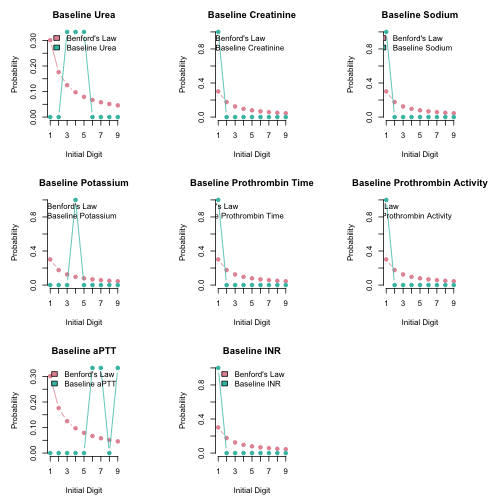 Baseline Urea
Probability
0.00 0.10 0.20 0.30
Benford's Law
Baseline Urea
1 3 5 7 9
Initial Digit
Baseline Creatinine
Probability
0.0 0.4 0.8
Benford's Law
Baseline Creatinine
1 3 5 7 9
Initial Digit
Baseline Sodium
Probability
0.0 0.4 0.8
Benford's Law
Baseline Sodium
1 3 5 7 9
Initial Digit
Baseline Potassium
Probability
0.0 0.4 0.8
Benford's Law
Baseline Potassium
1 3 5 7 9
Initial Digit
Baseline Prothrombin Time
Probability
0.0 0.4 0.8
's Law
Prothrombin Time
1 3 5 7 9
Initial Digit
Baseline Prothrombin Activity
Probability
0.0 0.4 0.8
Law
Prothrombin Activity
1 3 5 7 9
Initial Digit
Baseline aPTT
Probability
0.00 0.10 0.20 0.30
Benford's Law
Baseline aPTT
1 3 5 7 9
Initial Digit
Baseline INR
Probability
0.0 0.4 0.8
Benford's Law
Baseline INR
1 3 5 7 9
Initial Digit